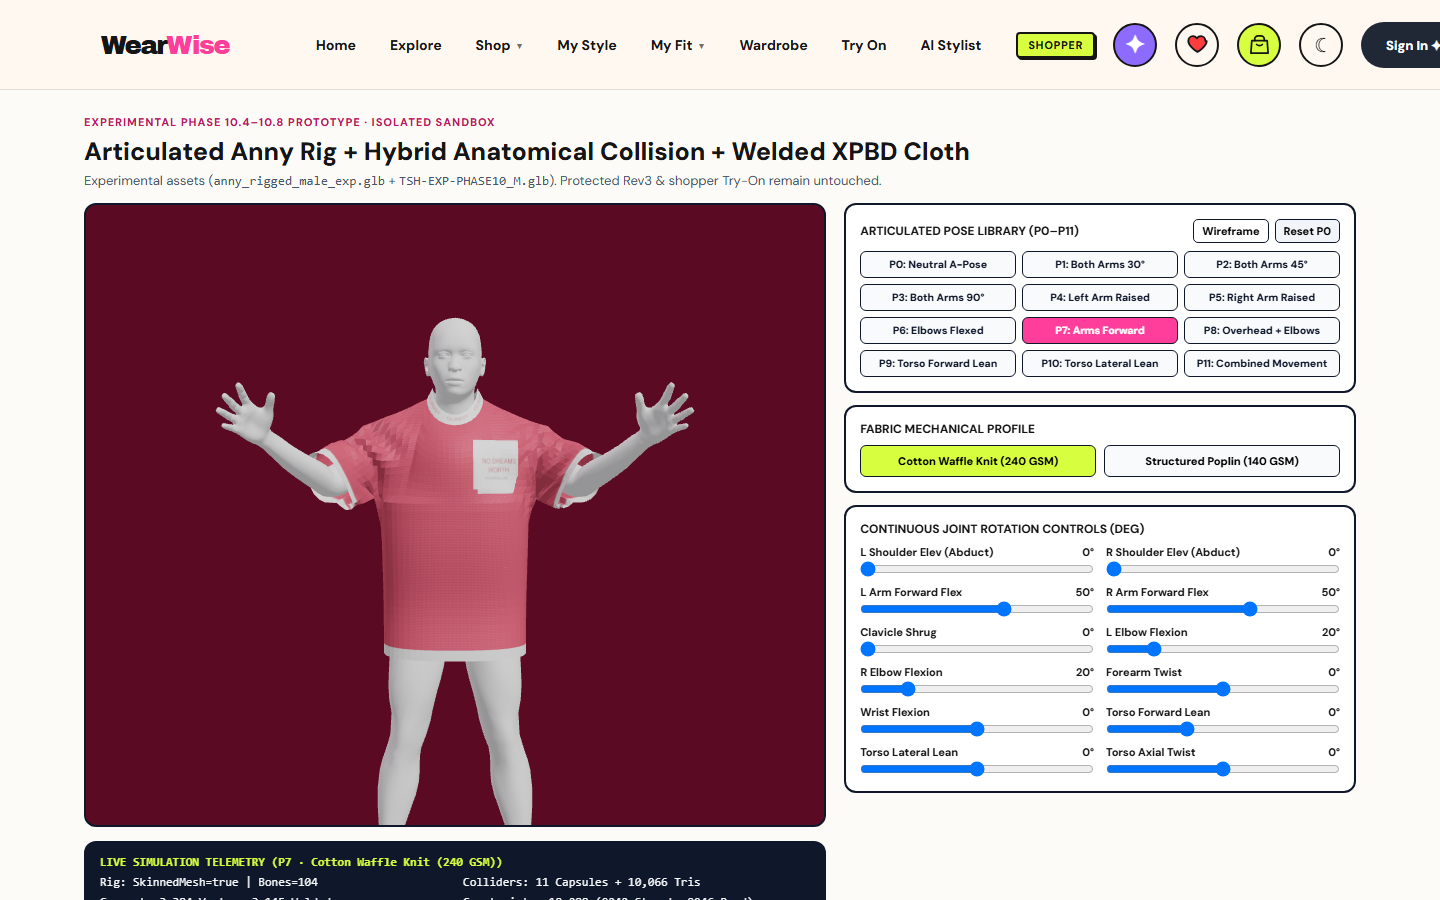 WearWise
Home Explore Shop ▼ My Style My Fit ▼ Wardrobe Try On AI Stylist SHOPPER Sign In
EXPERIMENTAL PHASE 10.4–10.8 PROTOTYPE · ISOLATED SANDBOX
Articulated Anny Rig + Hybrid Anatomical Collision + Welded XPBD Cloth
Experimental assets (anny_rigged_male_exp.glb + TSH-EXP-PHASE10_M.glb). Protected Rev3 & shopper Try-On remain untouched.
ARTICULATED POSE LIBRARY (P0–P11) Wireframe Reset P0
P0: Neutral A-Pose P1: Both Arms 30° P2: Both Arms 45°
P3: Both Arms 90° P4: Left Arm Raised P5: Right Arm Raised
P6: Elbows Flexed P7: Arms Forward P8: Overhead + Elbows
P9: Torso Forward Lean P10: Torso Lateral Lean P11: Combined Movement
FABRIC MECHANICAL PROFILE
Cotton Waffle Knit (240 GSM) Structured Poplin (140 GSM)
CONTINUOUS JOINT ROTATION CONTROLS (DEG)
L Shoulder Elev (Abduct) 0° R Shoulder Elev (Abduct) 0°
L Arm Forward Flex 50° R Arm Forward Flex 50°
Clavicle Shrug 0° L Elbow Flexion 20°
R Elbow Flexion 20° Forearm Twist 0°
Wrist Flexion 0° Torso Forward Lean 0°
Torso Lateral Lean 0° Torso Axial Twist 0°
NO DREAMS
LIVE SIMULATION TELEMETRY (P7 · Cotton Waffle Knit (240 GSM))
Rig: SkinnedMesh=true | Bones=104 Colliders: 11 Capsules + 10,066 Tris